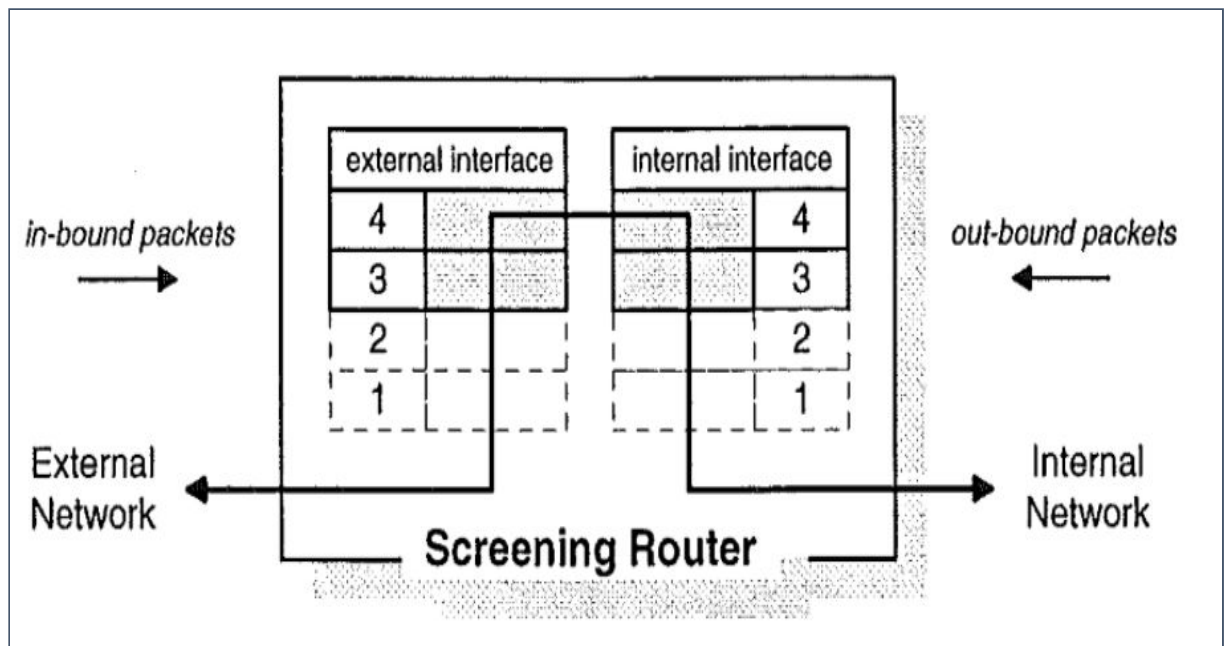 external interface
internal interface
4
4
in-bound packets
out-bound packets
3
3
2
2
1
1
External
Network
Internal
Network
Screening Router